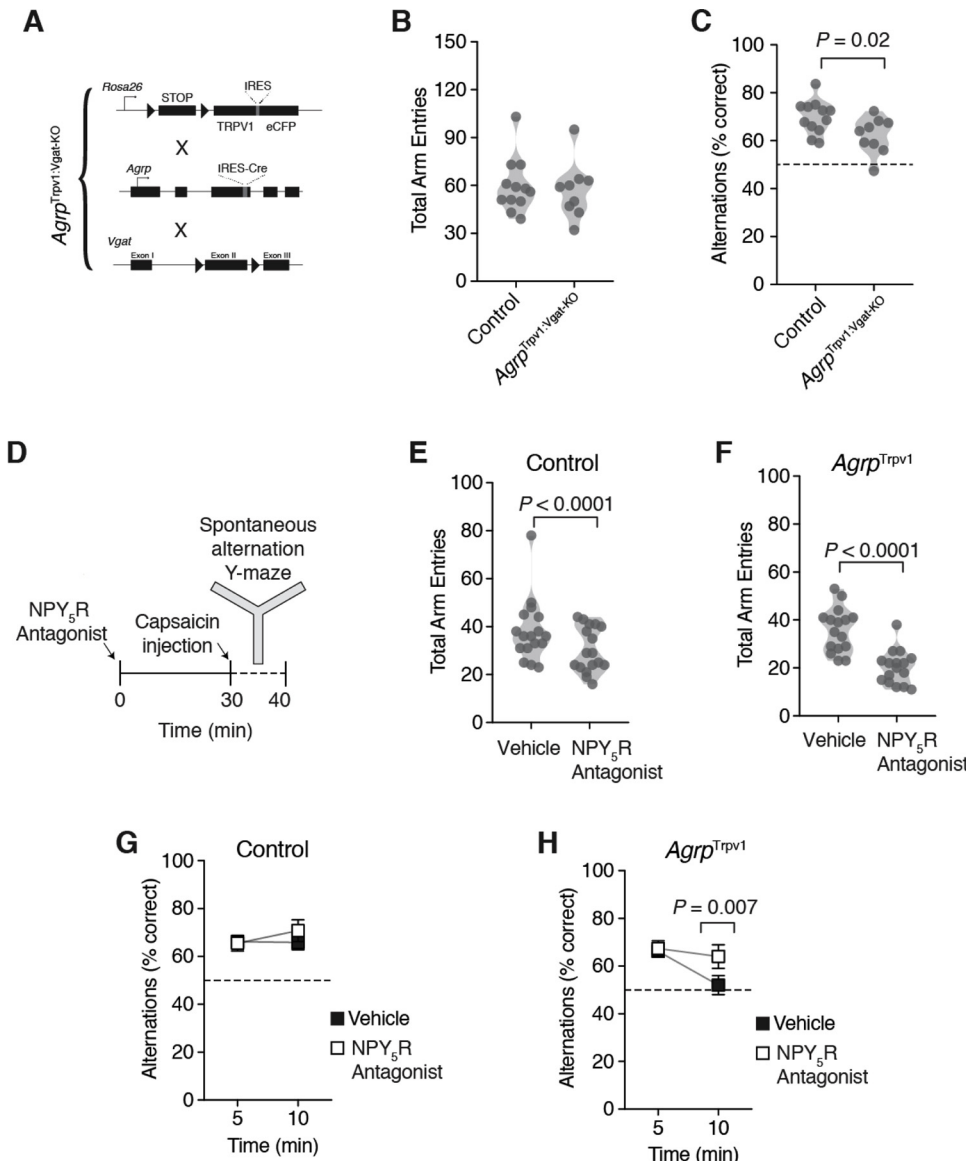 A
Agrp^Trpv1:Vgat-KO
Rosa26
STOP
IRES
TRPV1
eCFP
X
Agrp
IRES-Cre
X
Vgat
Exon I
Exon II
Exon III
B
Total Arm Entries
150
120
90
60
30
0
Control
Agrp^Trpv1:Vgat-KO
C
P = 0.02
Alternations (% correct)
100
80
60
40
20
0
Control
Agrp^Trpv1:Vgat-KO
D
Spontaneous
alternation
Y-maze
NPY₅R
Antagonist
Capsaicin
injection
0
30
40
Time (min)
E
Control
P < 0.0001
Total Arm Entries
100
80
60
40
20
0
Vehicle
NPY₅R
Antagonist
F
Agrp^Trpv1
P < 0.0001
Total Arm Entries
100
80
60
40
20
0
Vehicle
NPY₅R
Antagonist
G
Control
Alternations (% correct)
100
80
60
40
20
0
5
10
Time (min)
Vehicle
NPY₅R
Antagonist
H
Agrp^Trpv1
P = 0.007
Alternations (% correct)
100
80
60
40
20
0
5
10
Time (min)
Vehicle
NPY₅R
Antagonist